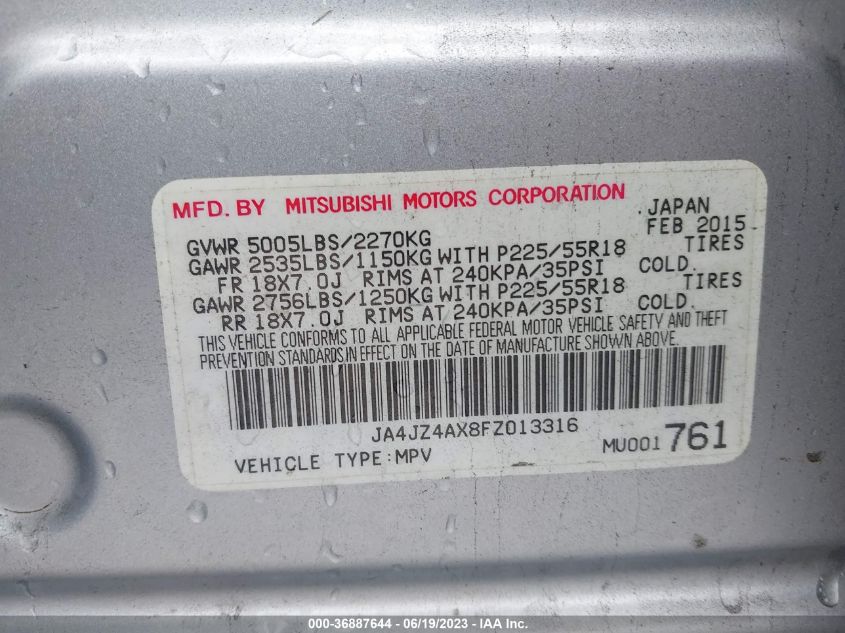 MFD. BY MITSUBISHI MOTORS CORPORATION JAPAN
FEB 2015
GVWR 5005LBS/2270KG
GAWR 2535LBS/1150KG WITH P225/55R18 TIRES
FR 18X7.0J RIMS AT 240KPA/35PSI COLD.
GAWR 2756LBS/1250KG WITH P225/55R18 TIRES
RR 18X7.0J RIMS AT 240KPA/35PSI COLD.
THIS VEHICLE CONFORMS TO ALL APPLICABLE FEDERAL MOTOR VEHICLE SAFETY AND THEFT
PREVENTION STANDARDS IN EFFECT ON THE DATE OF MANUFACTURE SHOWN ABOVE.
JA4JZ4AX8FZ013316
VEHICLE TYPE:MPV MU001 761
000-36887644 - 06/19/2023 - IAA Inc.